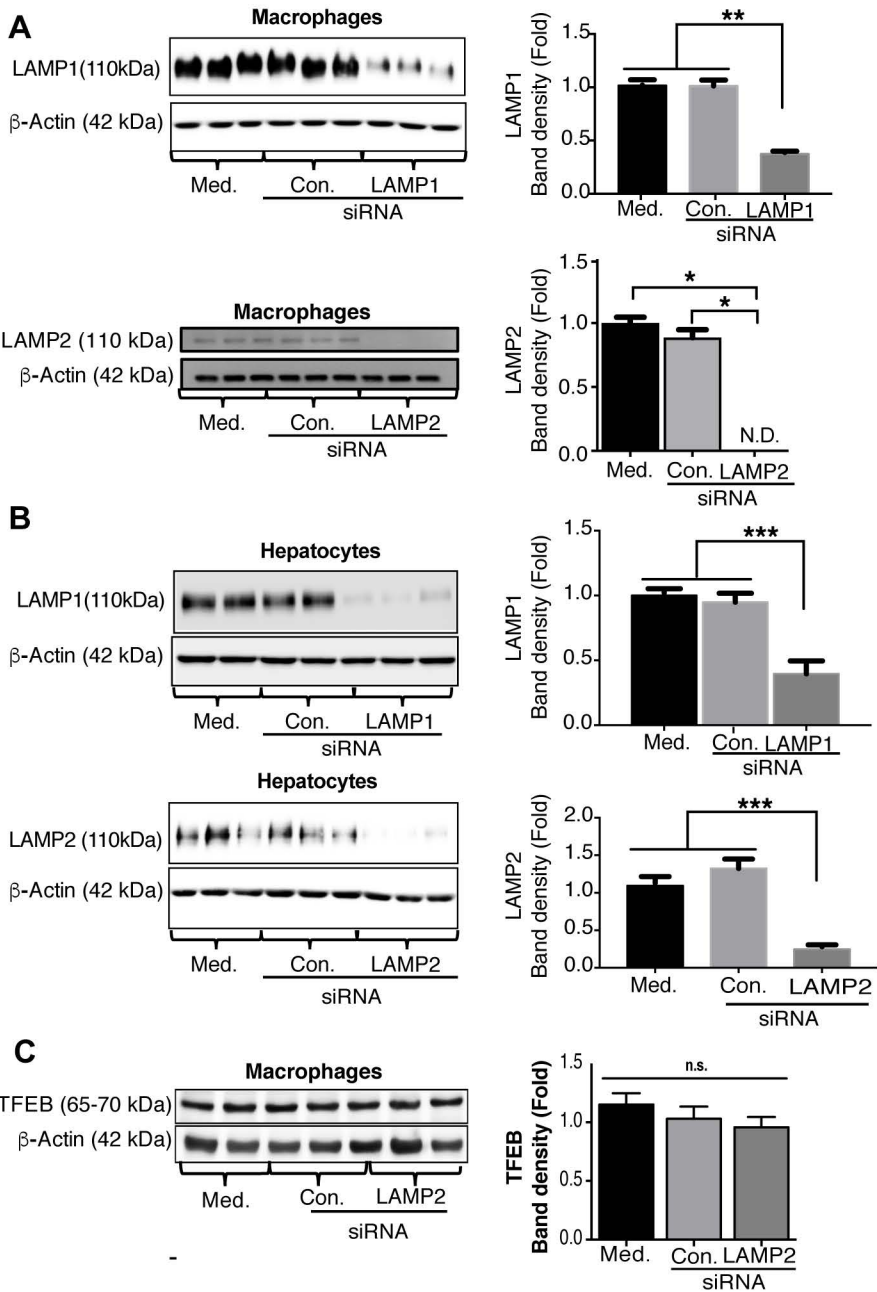 A
Macrophages
LAMP1(110kDa)
β-Actin (42 kDa)
Med. Con. LAMP1
siRNA
LAMP1
Band density (Fold)
1.5
1.0
0.5
0.0
**
Med. Con. LAMP1
siRNA
Macrophages
LAMP2 (110 kDa)
β-Actin (42 kDa)
Med. Con. LAMP2
siRNA
LAMP2
Band density (Fold)
1.5
1.0
0.5
0.0
*
*
N.D.
Med. Con. LAMP2
siRNA
B
Hepatocytes
LAMP1(110kDa)
β-Actin (42 kDa)
Med. Con. LAMP1
siRNA
LAMP1
Band density (Fold)
1.5
1.0
0.5
0.0
***
Med. Con. LAMP1
siRNA
Hepatocytes
LAMP2 (110kDa)
β-Actin (42 kDa)
Med. Con. LAMP2
siRNA
LAMP2
Band density (Fold)
2.0
1.5
1.0
0.5
0.0
***
Med. Con. LAMP2
siRNA
C
Macrophages
TFEB (65-70 kDa)
β-Actin (42 kDa)
Med. Con. LAMP2
siRNA
-
TFEB
Band density (Fold)
1.5
1.0
0.5
0.0
n.s.
Med. Con. LAMP2
siRNA